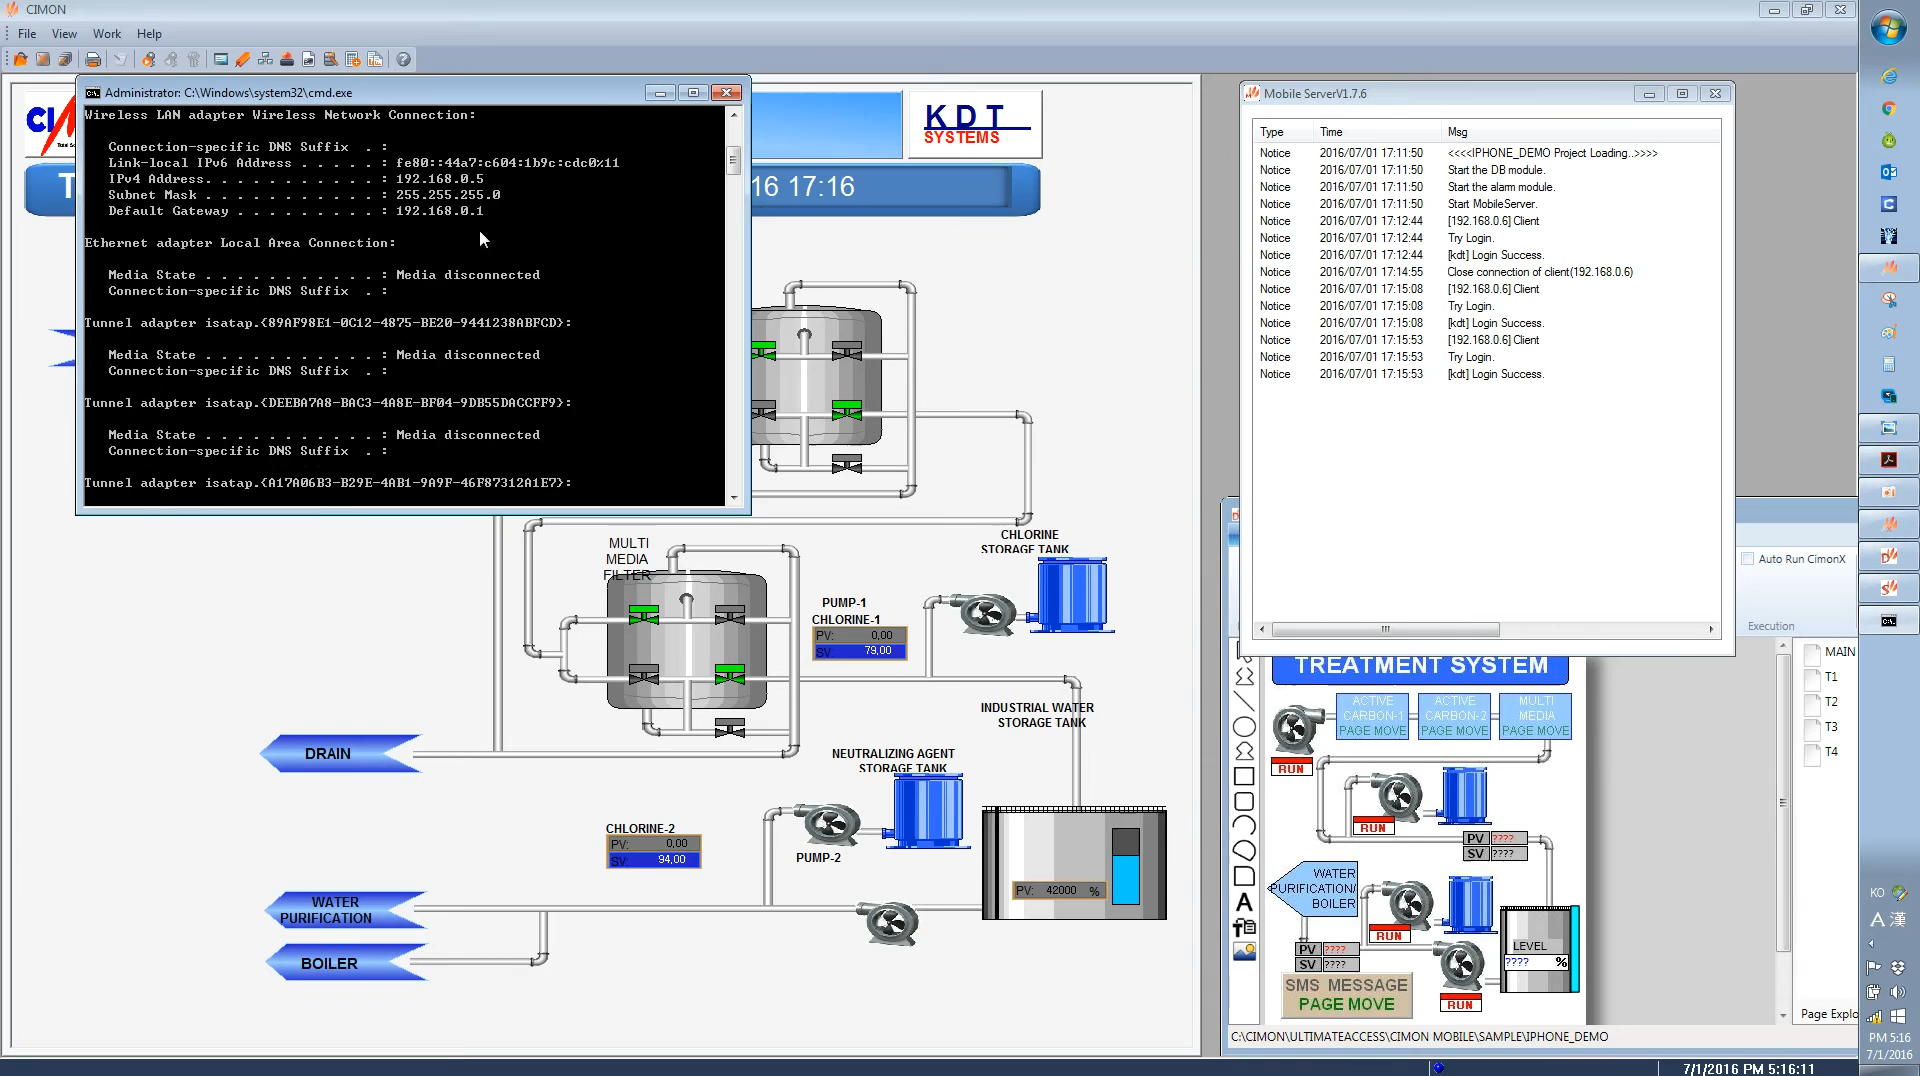 CIMON
File View Work Help
Administrator: C:\Windows\system32\cmd.exe
Wireless LAN adapter Wireless Network Connection:
Connection-specific DNS Suffix . :
Link-local IPv6 Address . . . . . : fe80::44a7:c604:1b9c:cdc0%11
IPv4 Address. . . . . . . . . . . : 192.168.0.5
Subnet Mask . . . . . . . . . . . : 255.255.255.0
Default Gateway . . . . . . . . . : 192.168.0.1
Ethernet adapter Local Area Connection:
Media State . . . . . . . . . . . : Media disconnected
Connection-specific DNS Suffix . :
Tunnel adapter isatap.{89AF98E1-0C12-4875-BE20-9441238ABFCD}:
Media State . . . . . . . . . . . : Media disconnected
Connection-specific DNS Suffix . :
Tunnel adapter isatap.{DEEBA7A8-BAC3-4A8E-BF04-9DB55DACCFF9}:
Media State . . . . . . . . . . . : Media disconnected
Connection-specific DNS Suffix . :
Tunnel adapter isatap.{A17A06B3-B29E-4AB1-9A9F-46F87312A1E7}:
KDT
SYSTEMS
16 17:16
MULTI
MEDIA
FILTER
CHLORINE
STORAGE TANK
PUMP-1
CHLORINE-1
PV: 0,00
SV: 79,00
INDUSTRIAL WATER
STORAGE TANK
NEUTRALIZING AGENT
STORAGE TANK
DRAIN
CHLORINE-2
PV: 0,00
SV: 94,00
PUMP-2
PV: 42000 %
WATER
PURIFICATION
BOILER
Mobile ServerV1.7.6
Type Time Msg
Notice 2016/07/01 17:11:50 <<<<IPHONE_DEMO Project Loading..>>>>
Notice 2016/07/01 17:11:50 Start the DB module.
Notice 2016/07/01 17:11:50 Start the alarm module.
Notice 2016/07/01 17:11:50 Start MobileServer.
Notice 2016/07/01 17:12:44 [192.168.0.6] Client
Notice 2016/07/01 17:12:44 Try Login.
Notice 2016/07/01 17:12:44 [kdt] Login Success.
Notice 2016/07/01 17:14:55 Close connection of client(192.168.0.6)
Notice 2016/07/01 17:15:08 [192.168.0.6] Client
Notice 2016/07/01 17:15:08 Try Login.
Notice 2016/07/01 17:15:08 [kdt] Login Success.
Notice 2016/07/01 17:15:53 [192.168.0.6] Client
Notice 2016/07/01 17:15:53 Try Login.
Notice 2016/07/01 17:15:53 [kdt] Login Success.
Auto Run CimonX
Execution
TREATMENT SYSTEM
ACTIVE CARBON-1 PAGE MOVE
ACTIVE CARBON-2 PAGE MOVE
MULTI MEDIA PAGE MOVE
RUN
RUN
PV ????
SV ????
WATER
PURIFICATION/
BOILER
RUN
PV ????
SV ????
LEVEL
???? %
SMS MESSAGE
PAGE MOVE
RUN
MAIN
T1
T2
T3
T4
Page Explo
C:\CIMON\ULTIMATEACCESS\CIMON MOBILE\SAMPLE\IPHONE_DEMO
KO
A 漢
PM 5:16
7/1/2016
7/1/2016 PM 5:16:11